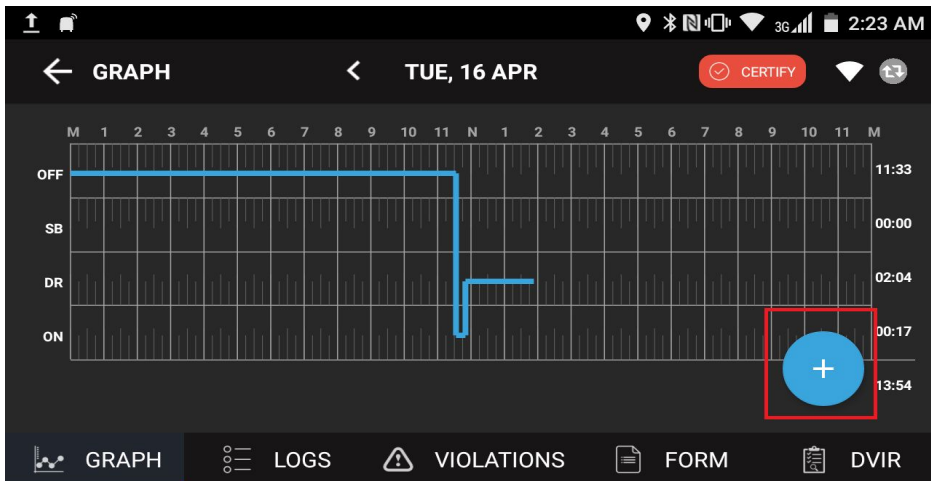 3G 2:23 AM
GRAPH TUE, 16 APR CERTIFY
M 1 2 3 4 5 6 7 8 9 10 11 N 1 2 3 4 5 6 7 8 9 10 11 M
OFF 11:33
SB 00:00
DR 02:04
ON 00:17
13:54
GRAPH LOGS VIOLATIONS FORM DVIR